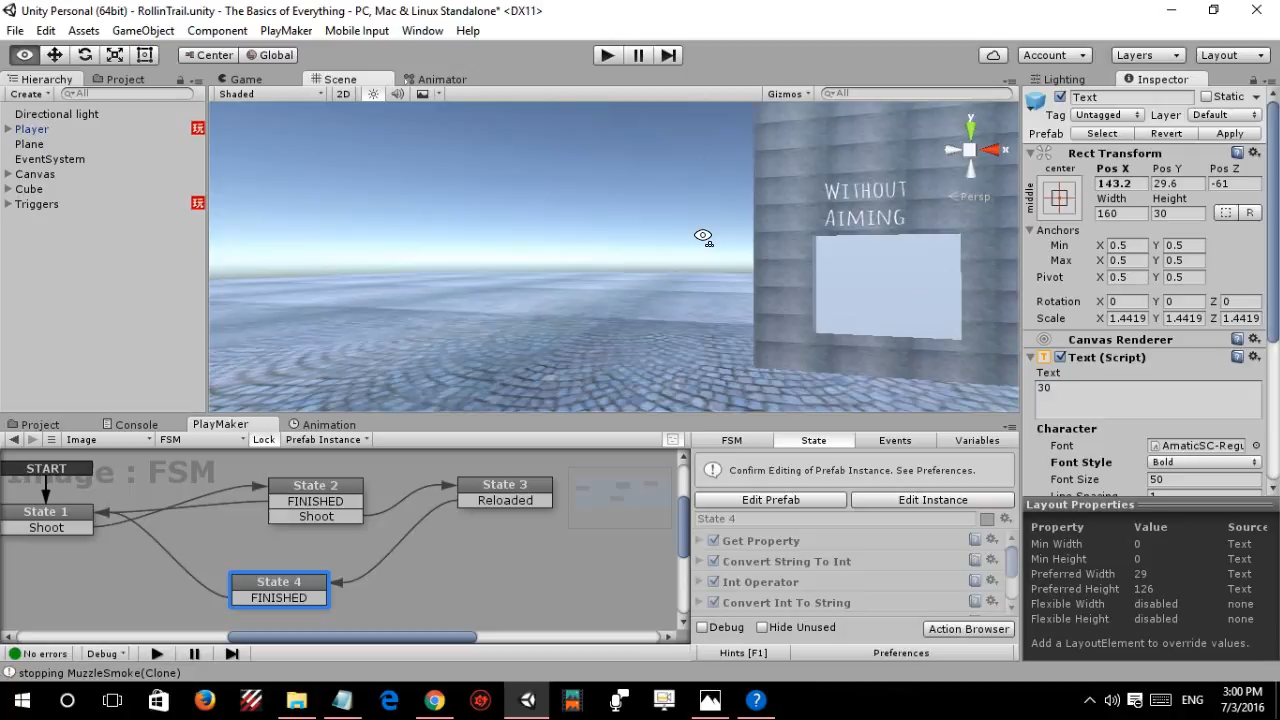 Unity Personal (64bit) - RollinTrail.unity - The Basics of Everything - PC, Mac & Linux Standalone* <DX11>
File Edit Assets GameObject Component PlayMaker Mobile Input Window Help
Center Global Account Layers Layout
Hierarchy Project Game Scene Animator Lighting Inspector
Create All Shaded 2D Gizmos All Text Static
Directional light
Player 玩
Plane
EventSystem
Canvas
Cube
Triggers 玩
y
x
Persp
WITHOUT
AIMING
Tag Untagged Layer Default
Prefab Select Revert Apply
Rect Transform
center Pos X Pos Y Pos Z
middle 143.2 29.6 -61
Width Height
160 30 R
Anchors
Min X 0.5 Y 0.5
Max X 0.5 Y 0.5
Pivot X 0.5 Y 0.5
Rotation X 0 Y 0 Z 0
Scale X 1.4419 Y 1.4419 Z 1.4419
Canvas Renderer
T Text (Script)
Text
30
Character
Font AmaticSC-Regu
Font Style Bold
Font Size 50
Project Console PlayMaker Animation
Image FSM Lock Prefab Instance
FSM State Events Variables
Image : FSM
START
State 1
Shoot
State 2
FINISHED
Shoot
State 3
Reloaded
State 4
FINISHED
Confirm Editing of Prefab Instance. See Preferences.
Edit Prefab Edit Instance
State 4
Get Property
Convert String To Int
Int Operator
Convert Int To String
Debug Hide Unused Action Browser
No errors Debug Hints [F1] Preferences
Layout Properties
Property Value Source
Min Width 0 Text
Min Height 0 Text
Preferred Width 29 Text
Preferred Height 126 Text
Flexible Width disabled none
Flexible Height disabled none
Add a LayoutElement to override values.
stopping MuzzleSmoke(Clone)
ENG
3:00 PM
7/3/2016